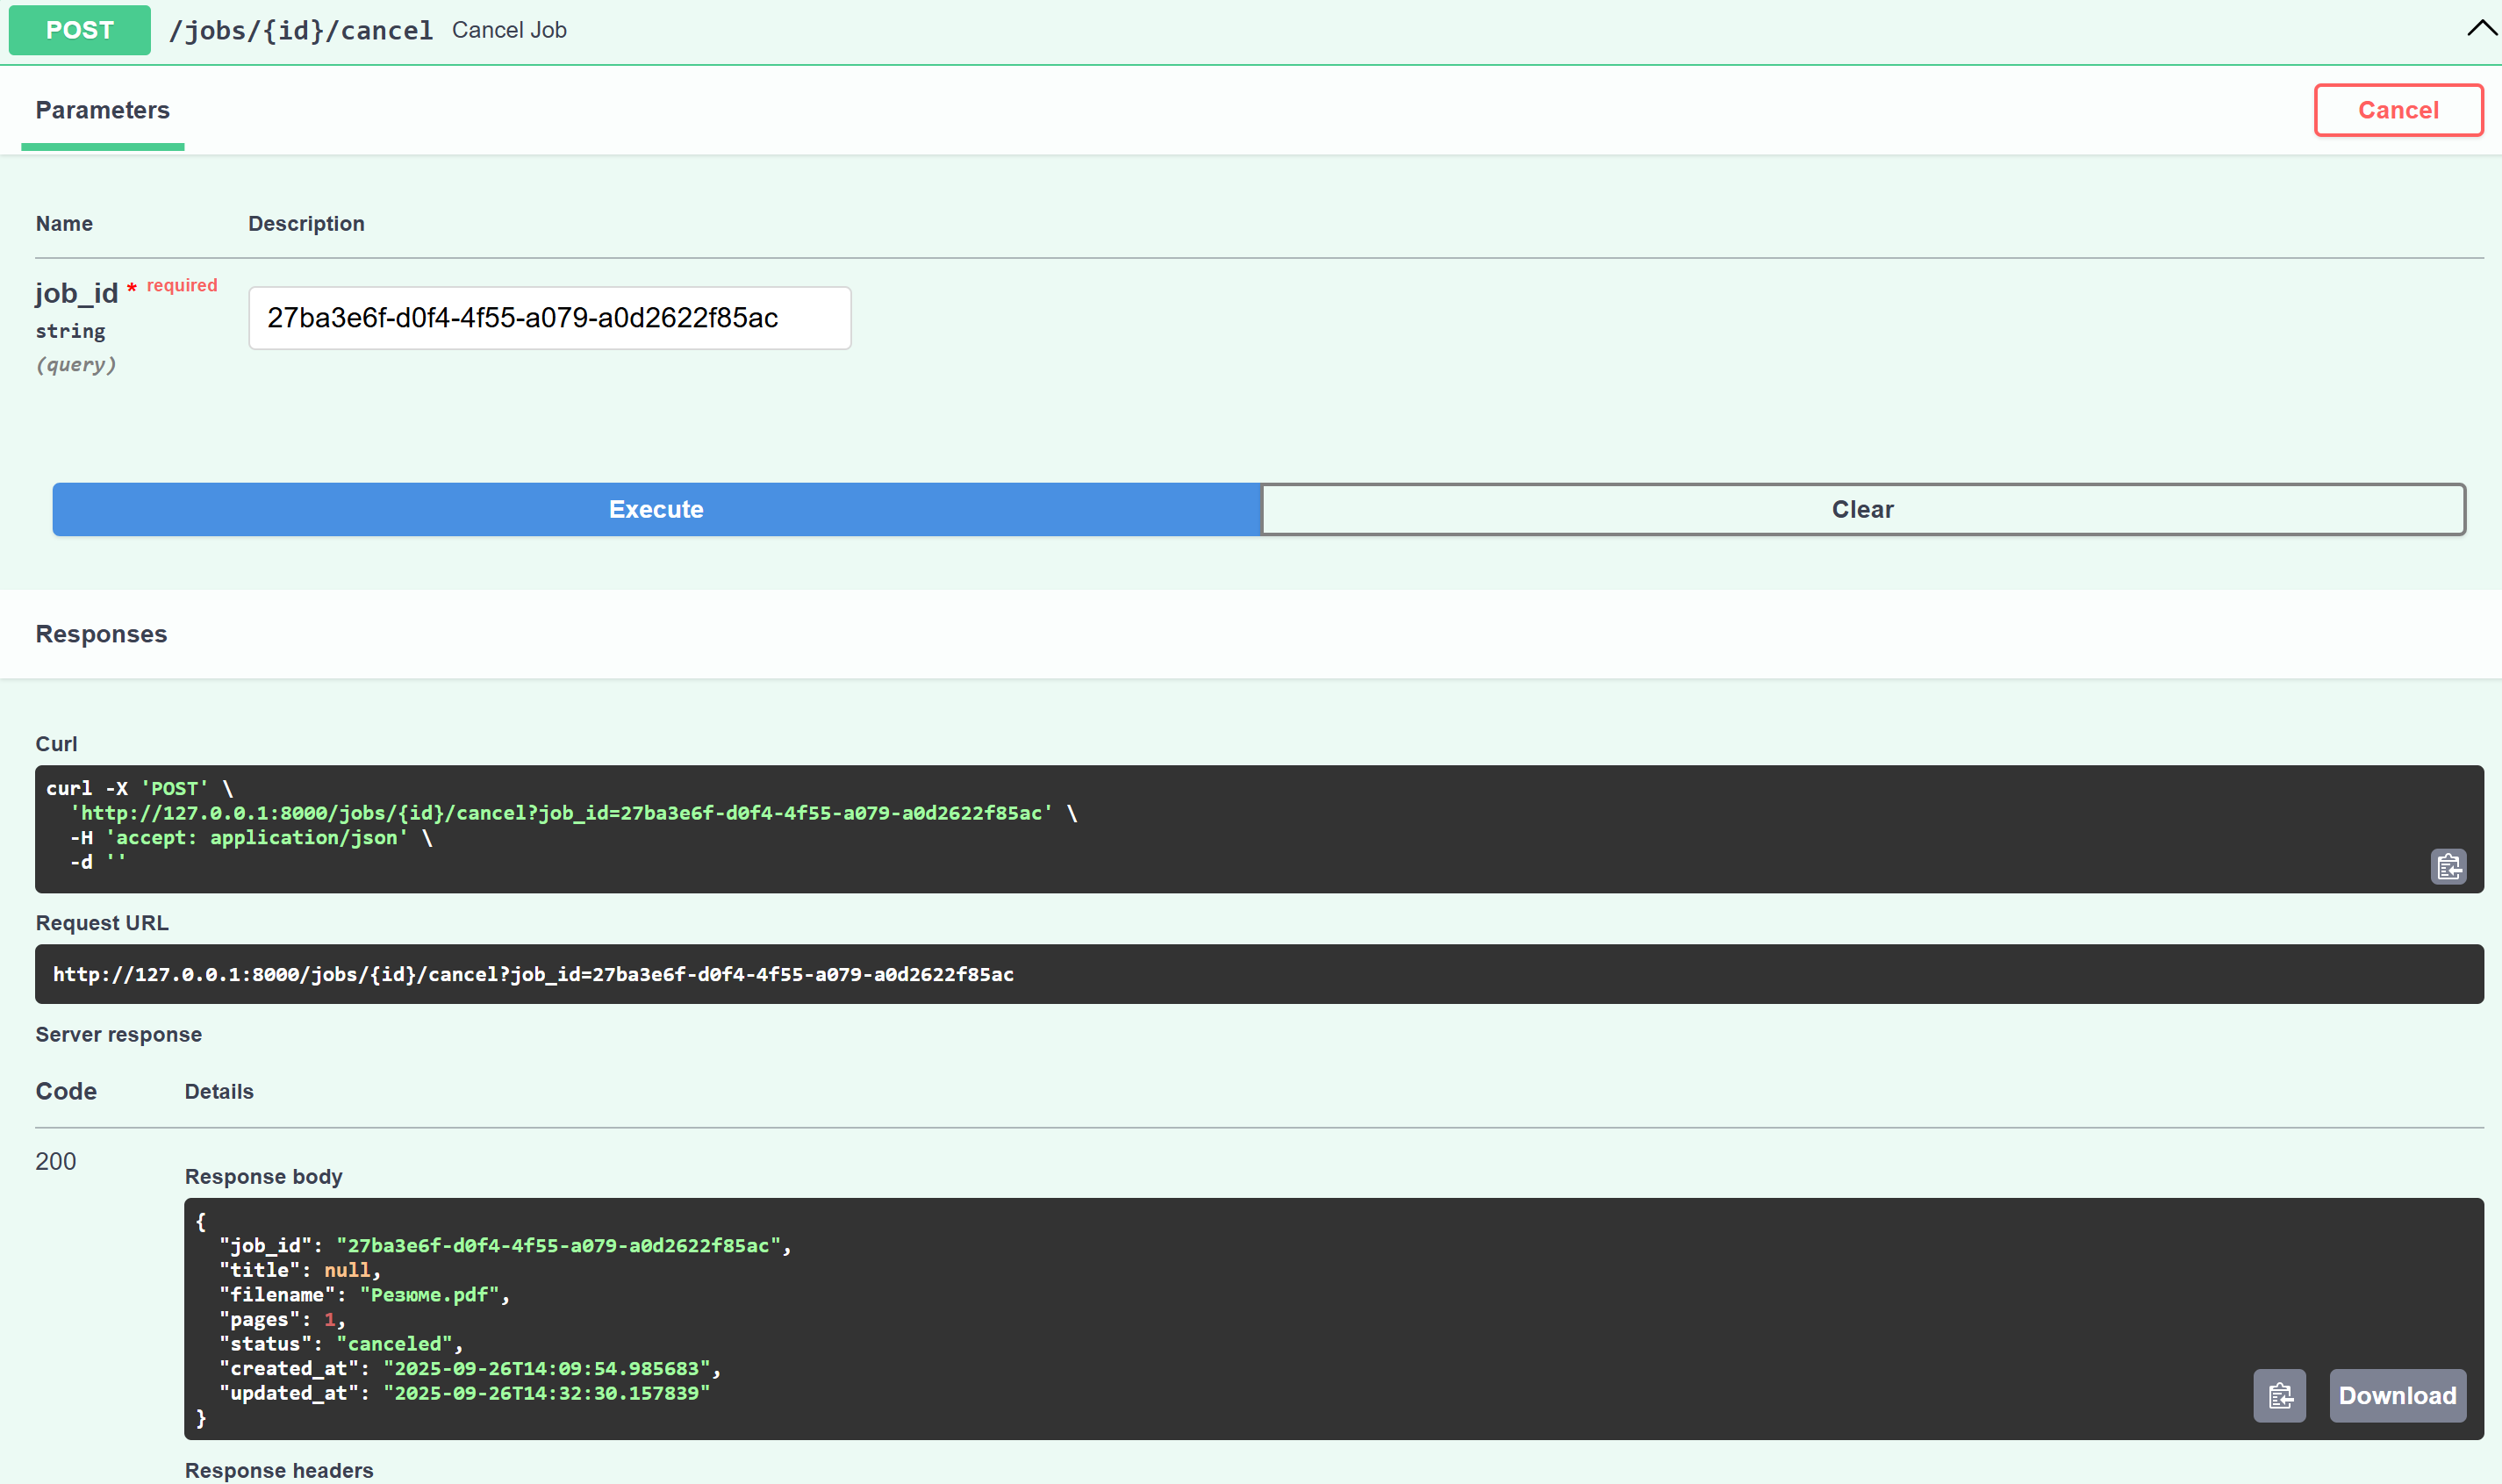 POST /jobs/{id}/cancel Cancel Job
Parameters
Cancel
Name Description
job_id * required
string
(query)
27ba3e6f-d0f4-4f55-a079-a0d2622f85ac
Execute
Clear
Responses
Curl
curl -X 'POST' \
  'http://127.0.0.1:8000/jobs/{id}/cancel?job_id=27ba3e6f-d0f4-4f55-a079-a0d2622f85ac' \
  -H 'accept: application/json' \
  -d ''
Request URL
http://127.0.0.1:8000/jobs/{id}/cancel?job_id=27ba3e6f-d0f4-4f55-a079-a0d2622f85ac
Server response
Code Details
200
Response body
{
  "job_id": "27ba3e6f-d0f4-4f55-a079-a0d2622f85ac",
  "title": null,
  "filename": "Резюме.pdf",
  "pages": 1,
  "status": "canceled",
  "created_at": "2025-09-26T14:09:54.985683",
  "updated_at": "2025-09-26T14:32:30.157839"
}
Download
Response headers